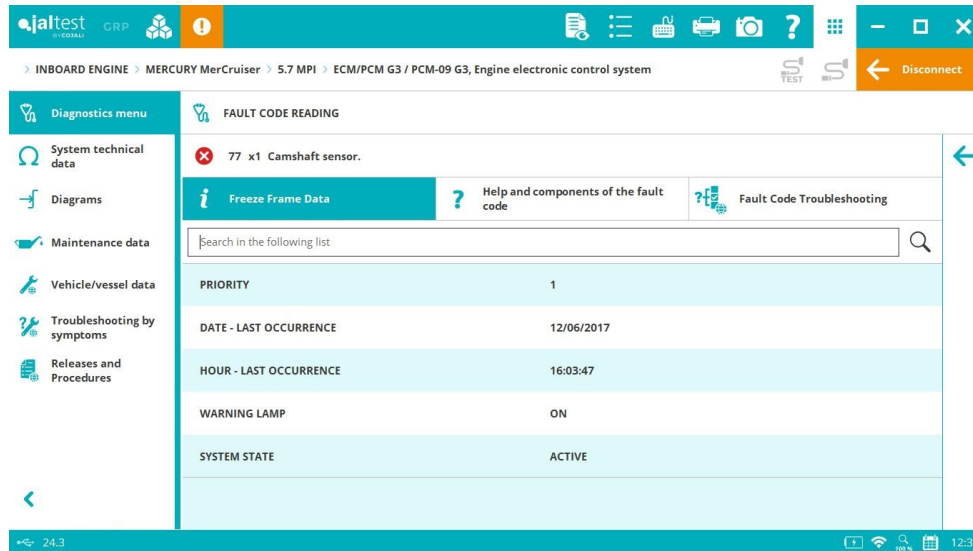 jaltest GRP
BY COJALI
> INBOARD ENGINE > MERCURY MerCruiser > 5.7 MPI > ECM/PCM G3 / PCM-09 G3, Engine electronic control system
TEST
Disconnect
Diagnostics menu
FAULT CODE READING
System technical
data
77 x1 Camshaft sensor.
Diagrams
Freeze Frame Data
Help and components of the fault
code
Fault Code Troubleshooting
Maintenance data
Search in the following list
Vehicle/vessel data
PRIORITY 1
Troubleshooting by
symptoms
DATE - LAST OCCURRENCE 12/06/2017
Releases and
Procedures
HOUR - LAST OCCURRENCE 16:03:47
WARNING LAMP ON
SYSTEM STATE ACTIVE
24.3
100 %
12:3